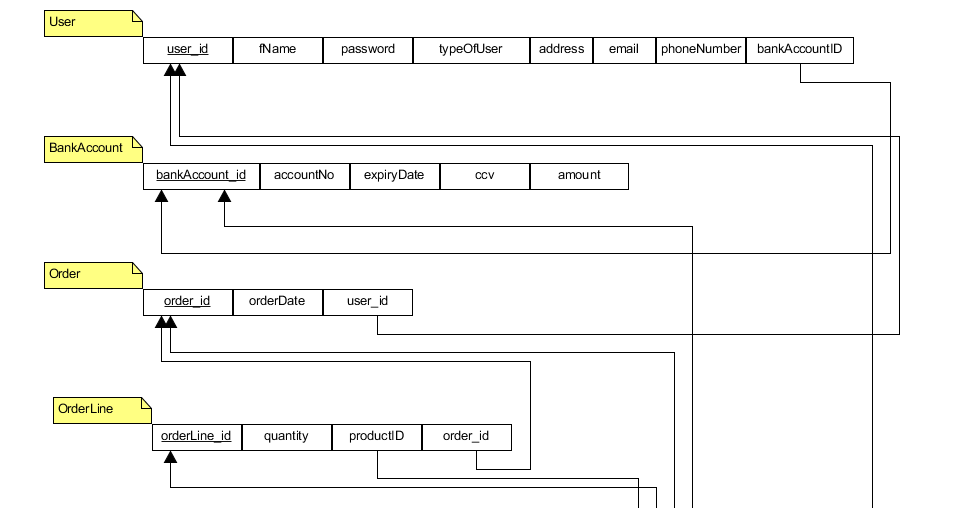 User
user_id fName password typeOfUser address email phoneNumber bankAccountID
BankAccount
bankAccount_id accountNo expiryDate ccv amount
Order
order_id orderDate user_id
OrderLine
orderLine_id quantity productID order_id